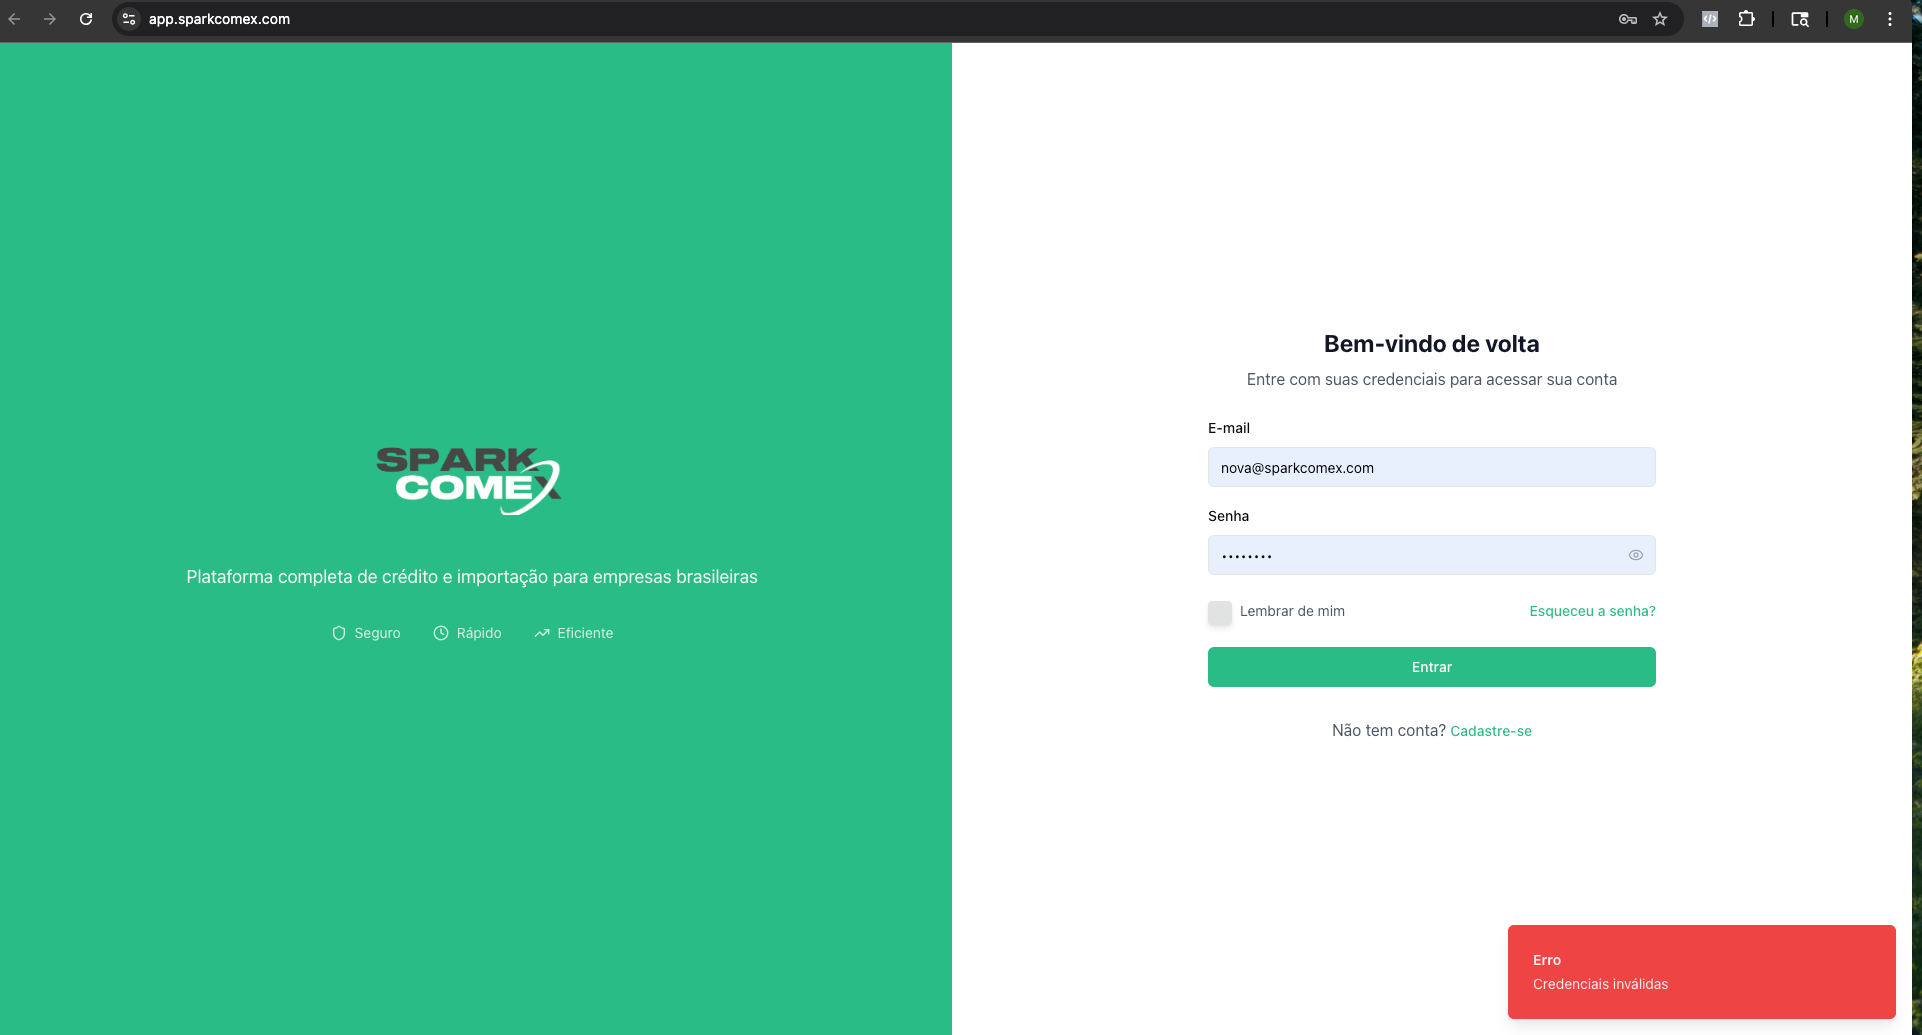 app.sparkcomex.com
M
SPARK
COMEX
Plataforma completa de crédito e importação para empresas brasileiras
Seguro Rápido Eficiente
Bem-vindo de volta
Entre com suas credenciais para acessar sua conta
E-mail
nova@sparkcomex.com
Senha
••••••••
Lembrar de mim Esqueceu a senha?
Entrar
Não tem conta? Cadastre-se
Erro
Credenciais inválidas